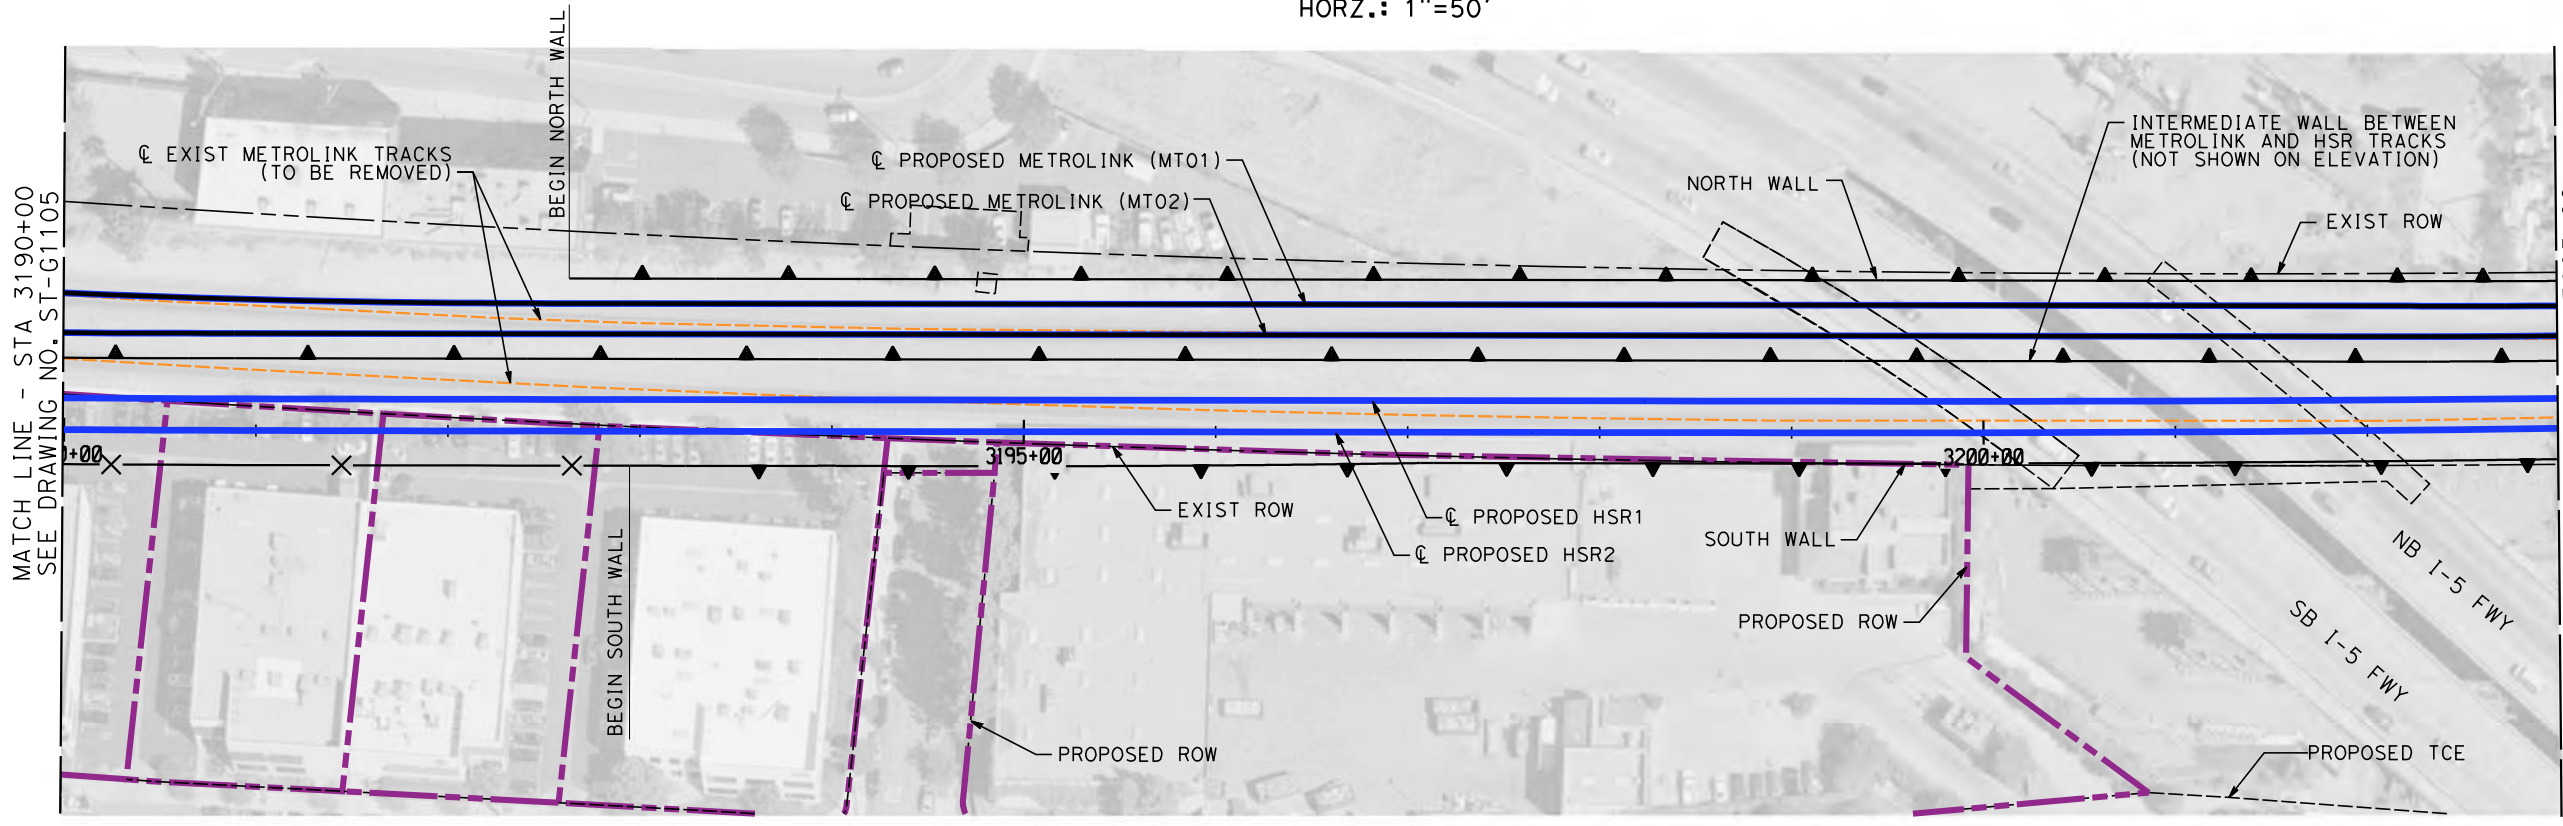 HORZ.: 1"=50'
BEGIN NORTH WALL
℄ EXIST METROLINK TRACKS
(TO BE REMOVED)
℄ PROPOSED METROLINK (MT01)
℄ PROPOSED METROLINK (MT02)
NORTH WALL
INTERMEDIATE WALL BETWEEN
METROLINK AND HSR TRACKS
(NOT SHOWN ON ELEVATION)
EXIST ROW
MATCH LINE - STA 3190+00
SEE DRAWING NO. ST-G1105
+00
3195+00
3200+00
EXIST ROW
℄ PROPOSED HSR1
℄ PROPOSED HSR2
SOUTH WALL
BEGIN SOUTH WALL
PROPOSED ROW
PROPOSED ROW
NB I-5 FWY
SB I-5 FWY
PROPOSED TCE